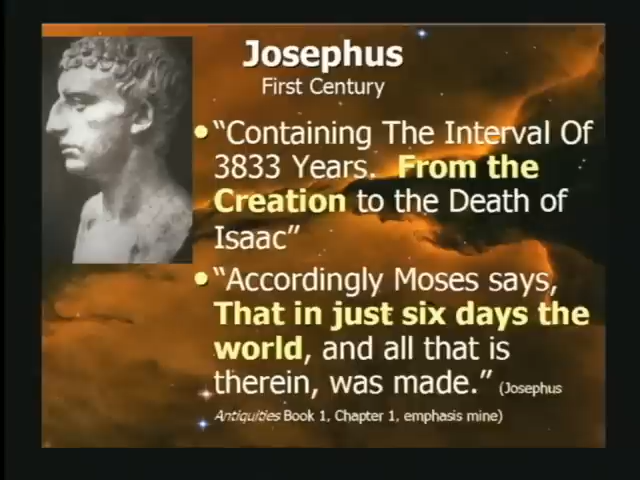 Josephus
First Century
•“Containing The Interval Of
3833 Years. From the
Creation to the Death of
Isaac”
•“Accordingly Moses says,
That in just six days the
world, and all that is
therein, was made.” (Josephus
Antiquities Book 1, Chapter 1, emphasis mine)